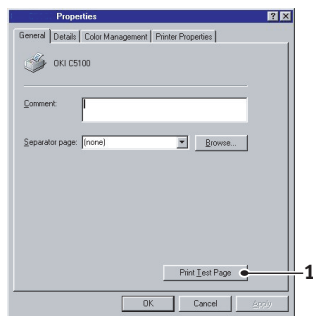 Properties
General Details Color Management Printer Properties
OKI C5100
Comment:
Separator page: (none) Browse...
Print Test Page 1
OK Cancel Apply